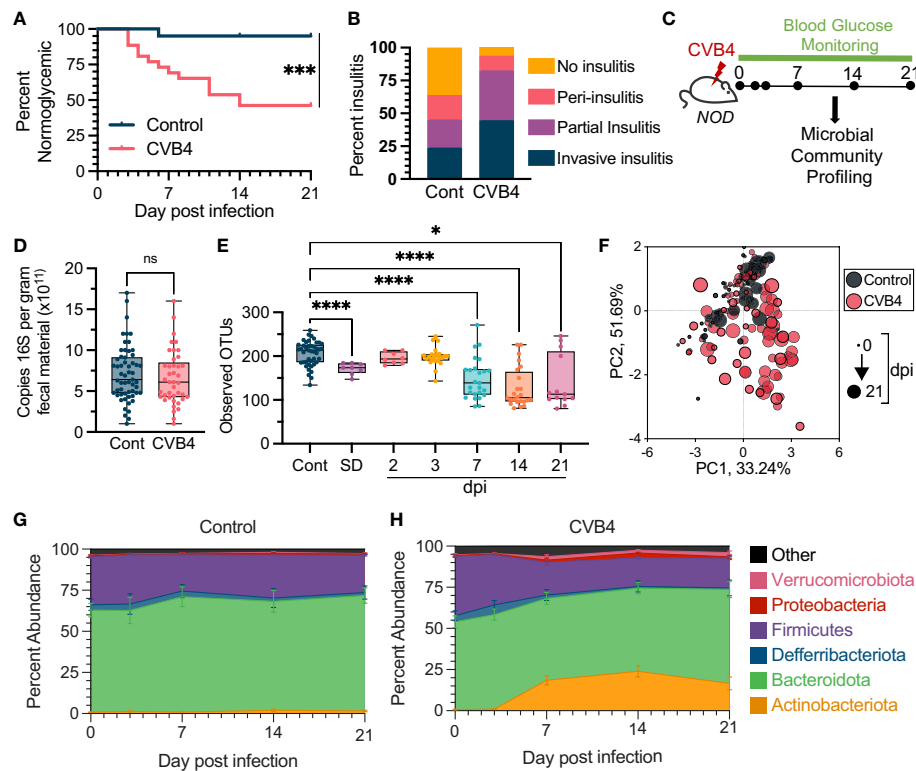 A
100
75
50
25
0
Percent
Normoglycemic
***
Control
CVB4
0 7 14 21
Day post infection
B
100
75
50
25
0
Percent insulitis
Cont CVB4
No insulitis
Peri-insulitis
Partial Insulitis
Invasive insulitis
C
Blood Glucose
Monitoring
CVB4
0 7 14 21
NOD
Microbial
Community
Profiling
D
ns
20
15
10
5
0
Copies 16S per gram
fecal material (x10¹¹)
Cont CVB4
E
*
****
****
****
300
200
100
0
Observed OTUs
Cont SD 2 3 7 14 21
dpi
F
2
0
-2
-4
PC2, 51.69%
-6 -3 0 3 6
PC1, 33.24%
Control
CVB4
0
21
dpi
G
Control
100
75
50
25
0
Percent Abundance
0 7 14 21
Day post infection
H
CVB4
100
75
50
25
0
Percent Abundance
0 7 14 21
Day post infection
Other
Verrucomicrobiota
Proteobacteria
Firmicutes
Defferribacteriota
Bacteroidota
Actinobacteriota